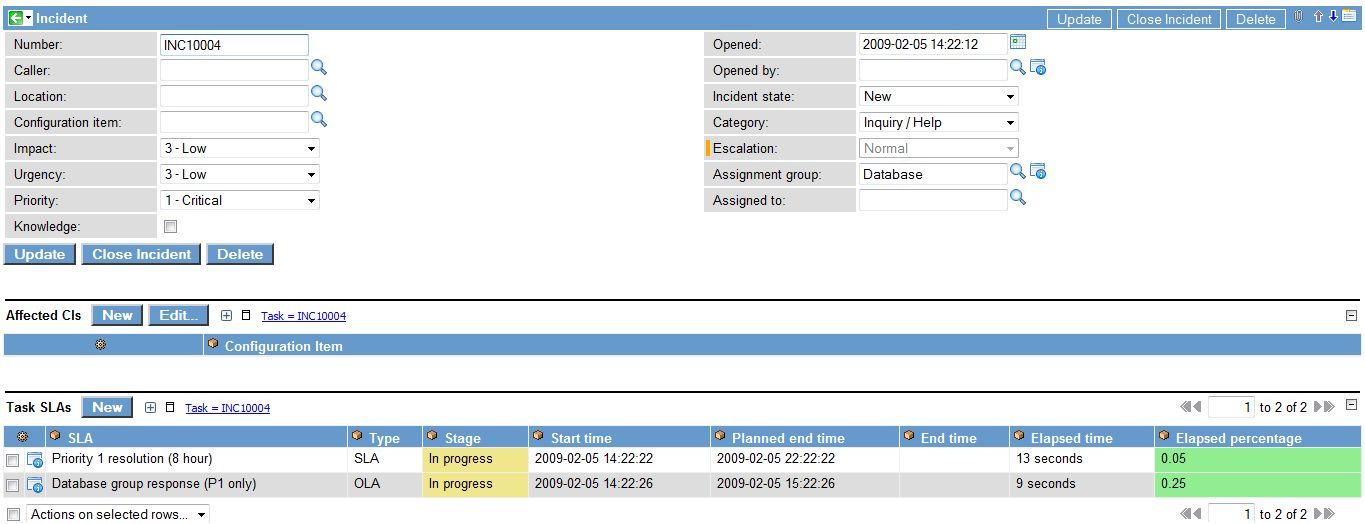 Incident Update Close Incident Delete
Number: INC10004 Opened: 2009-02-05 14:22:12
Caller: Opened by:
Location: Incident state: New
Configuration item: Category: Inquiry / Help
Impact: 3 - Low Escalation: Normal
Urgency: 3 - Low Assignment group: Database
Priority: 1 - Critical Assigned to:
Knowledge:
Update Close Incident Delete
Affected CIs New Edit... Task = INC10004
Configuration Item
Task SLAs New Task = INC10004 1 to 2 of 2
SLA Type Stage Start time Planned end time End time Elapsed time Elapsed percentage
Priority 1 resolution (8 hour) SLA In progress 2009-02-05 14:22:22 2009-02-05 22:22:22 13 seconds 0.05
Database group response (P1 only) OLA In progress 2009-02-05 14:22:26 2009-02-05 15:22:26 9 seconds 0.25
Actions on selected rows... 1 to 2 of 2